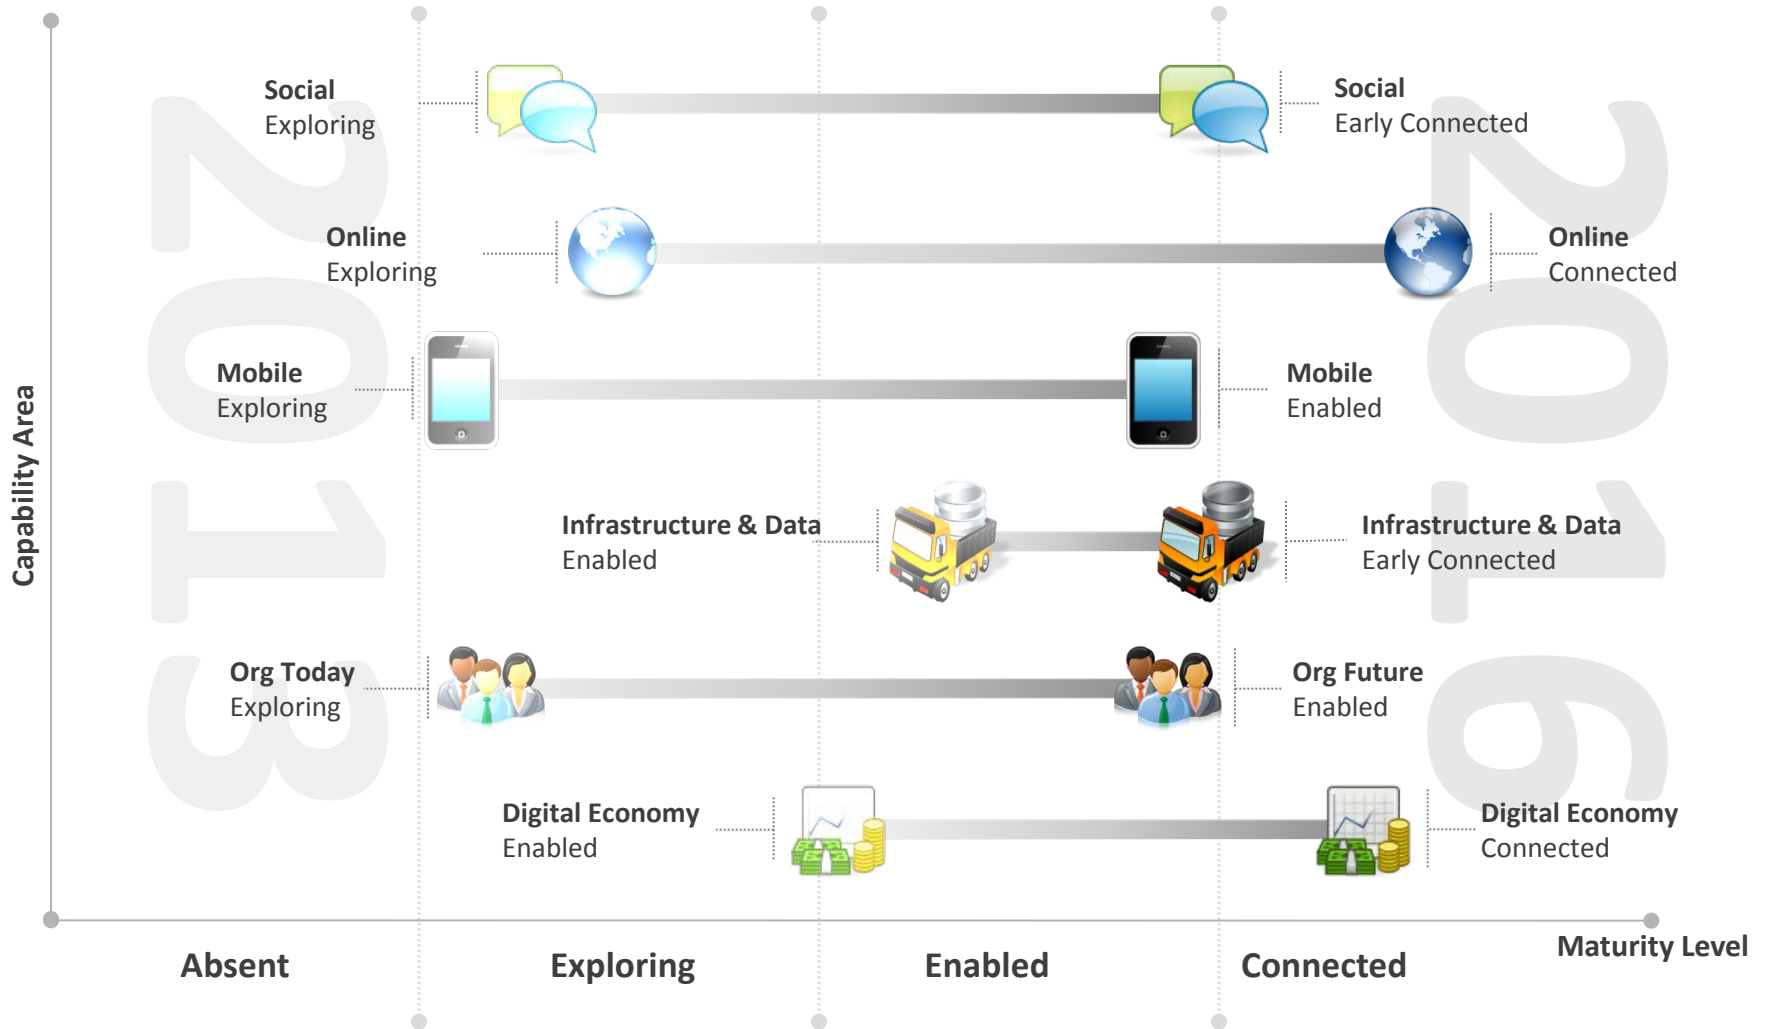 Social
Exploring
Social
Early Connected
Online
Exploring
Online
Connected
Mobile
Exploring
Mobile
Enabled
Infrastructure & Data
Enabled
Infrastructure & Data
Early Connected
Org Today
Exploring
Org Future
Enabled
Digital Economy
Enabled
Digital Economy
Connected
2013
2016
Capability Area
Absent
Exploring
Enabled
Connected
Maturity Level